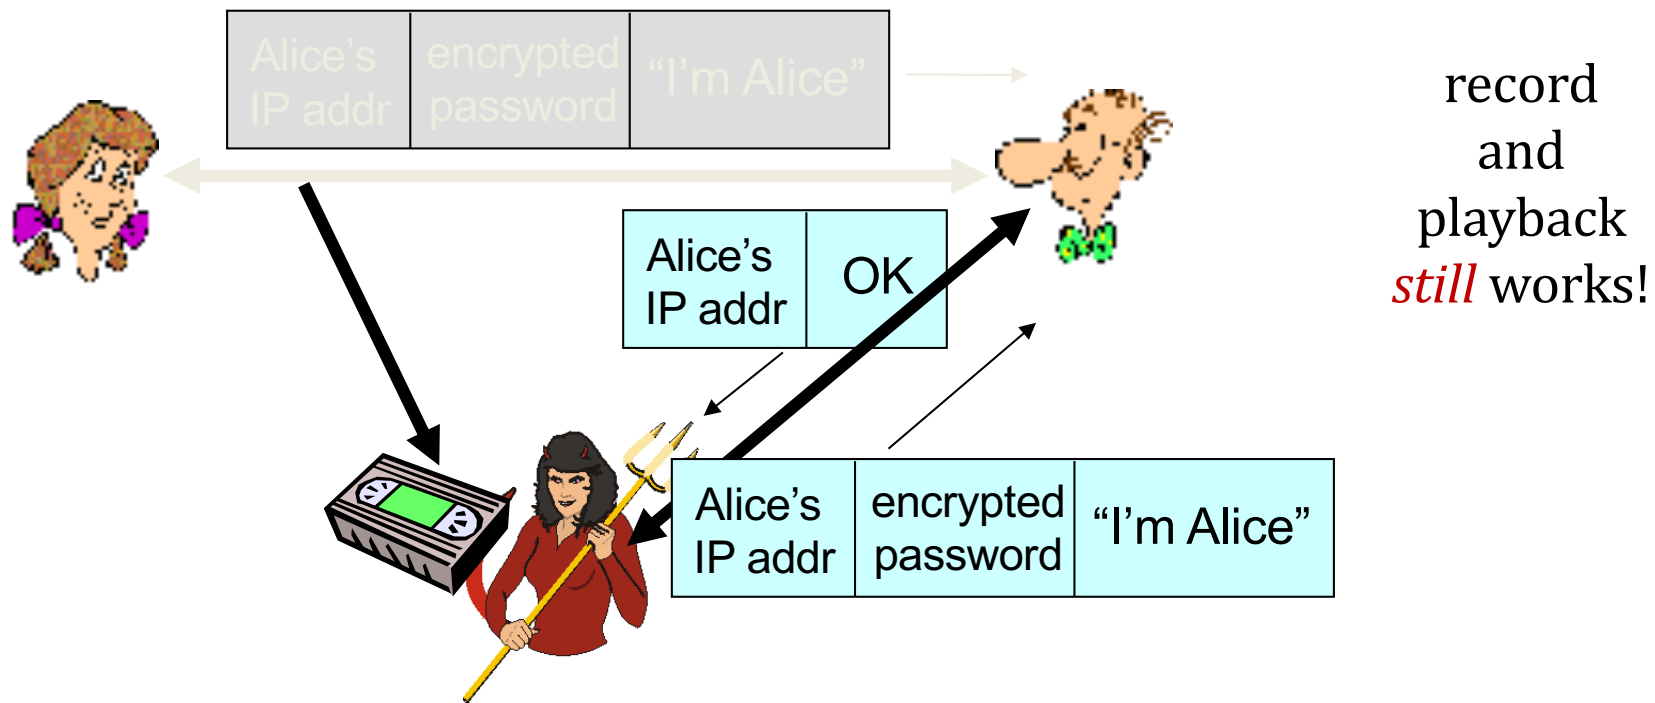 Alice’s
IP addr
encrypted
password
“I’m Alice”
record
and
playback
still works!
Alice’s
IP addr
OK
Alice’s
IP addr
encrypted
password
“I’m Alice”